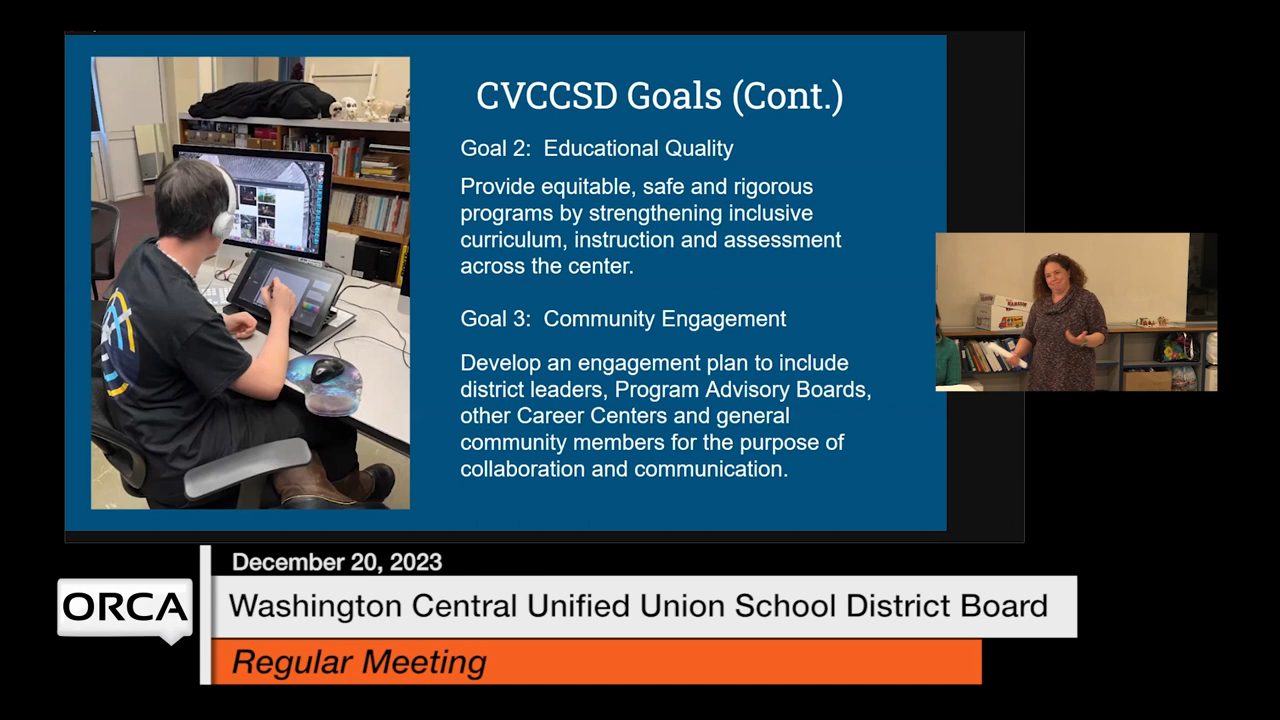 CVCCSD Goals (Cont.)
Goal 2: Educational Quality
Provide equitable, safe and rigorous
programs by strengthening inclusive
curriculum, instruction and assessment
across the center.
Goal 3: Community Engagement
Develop an engagement plan to include
district leaders, Program Advisory Boards,
other Career Centers and general
community members for the purpose of
collaboration and communication.
December 20, 2023
ORCA
Washington Central Unified Union School District Board
Regular Meeting